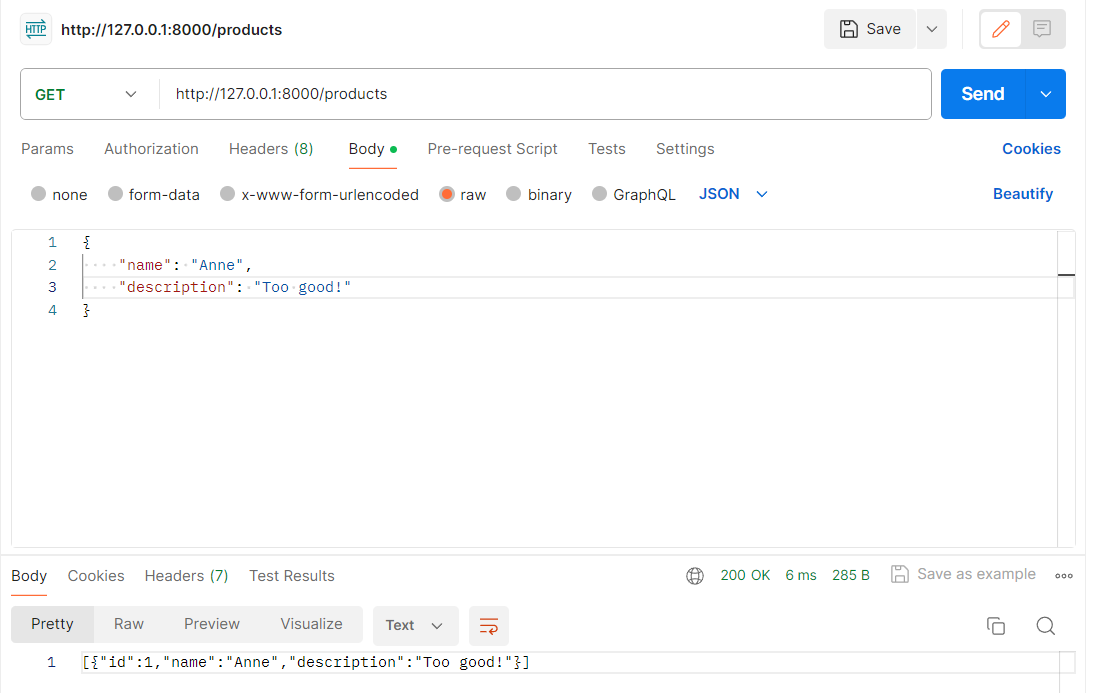 HTTP http://127.0.0.1:8000/products Save
GET http://127.0.0.1:8000/products Send
Params Authorization Headers (8) Body Pre-request Script Tests Settings Cookies
none form-data x-www-form-urlencoded raw binary GraphQL JSON Beautify
1 {
2 "name": "Anne",
3 "description": "Too good!"
4 }
Body Cookies Headers (7) Test Results 200 OK 6 ms 285 B Save as example
Pretty Raw Preview Visualize Text
1 [{"id":1,"name":"Anne","description":"Too good!"}]